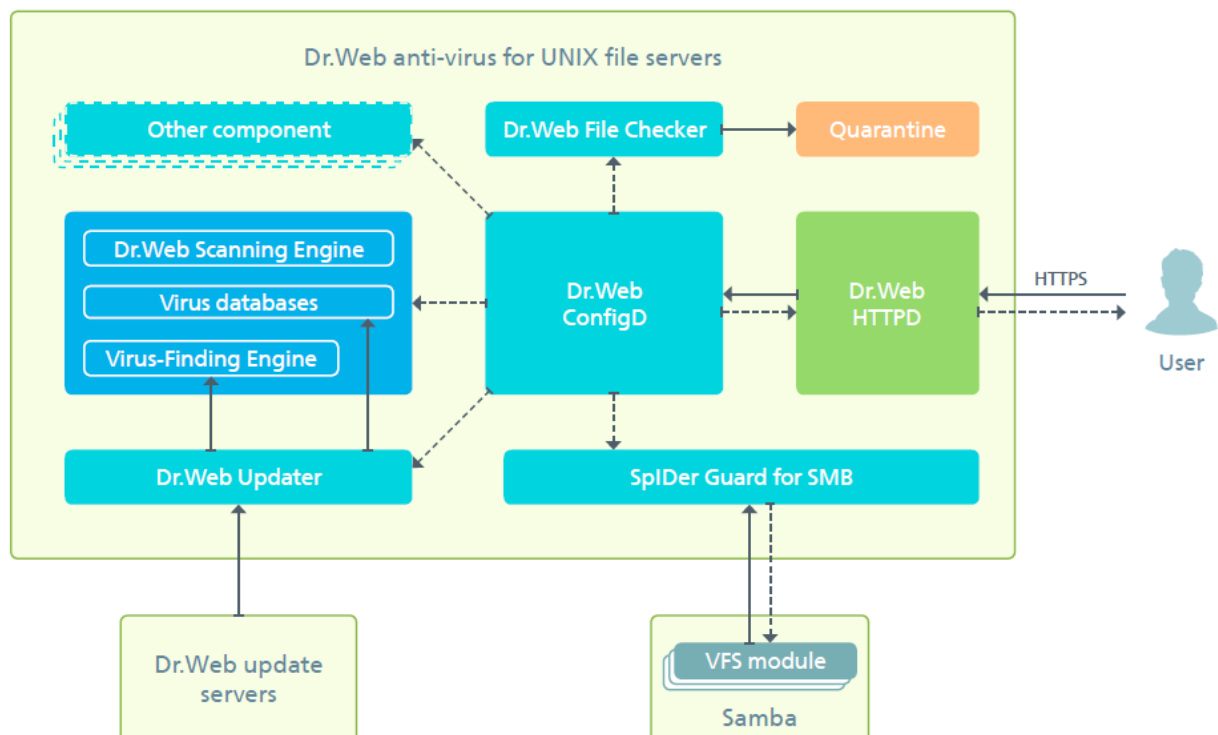 Dr.Web anti-virus for UNIX file servers
Other component
Dr.Web File Checker
Quarantine
Dr.Web Scanning Engine
Virus databases
Virus-Finding Engine
Dr.Web
ConfigD
Dr.Web
HTTPD
HTTPS
User
Dr.Web Updater
SpIDer Guard for SMB
Dr.Web update
servers
VFS module
Samba